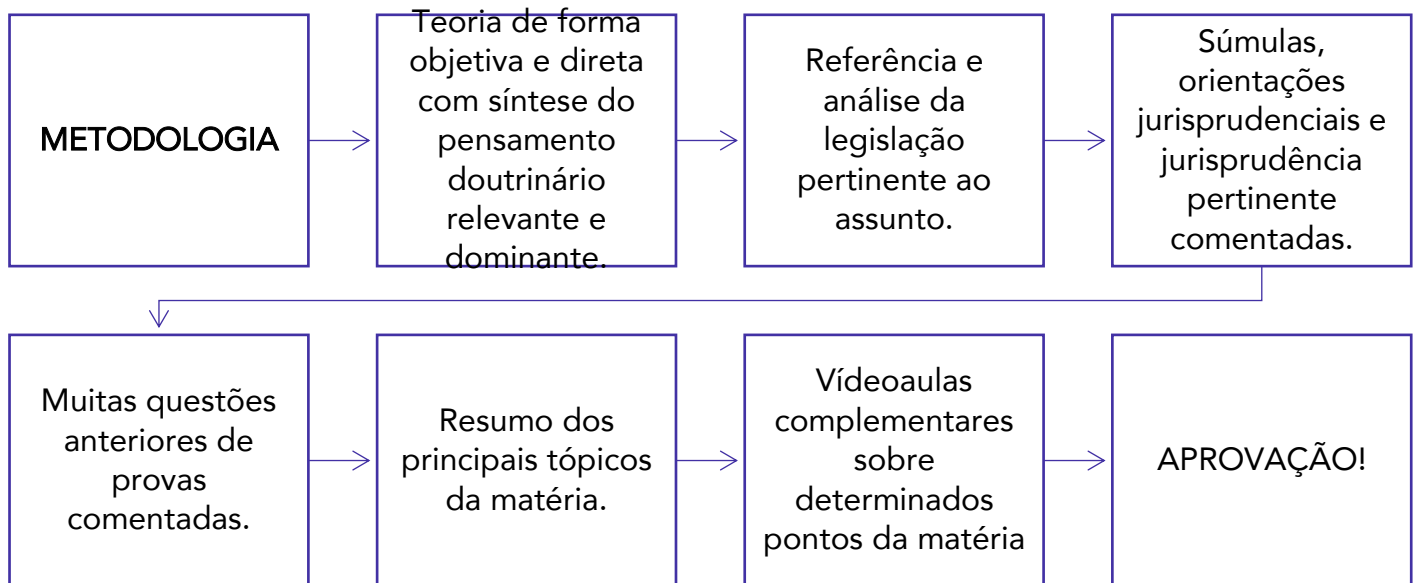 METODOLOGIA
Teoria de forma
objetiva e direta
com síntese do
pensamento
doutrinário
relevante e
dominante.
Referência e
análise da
legislação
pertinente ao
assunto.
Súmulas,
orientações
jurisprudenciais e
jurisprudência
pertinente
comentadas.
Muitas questões
anteriores de
provas
comentadas.
Resumo dos
principais tópicos
da matéria.
Vídeoaulas
complementares
sobre
determinados
pontos da matéria
APROVAÇÃO!